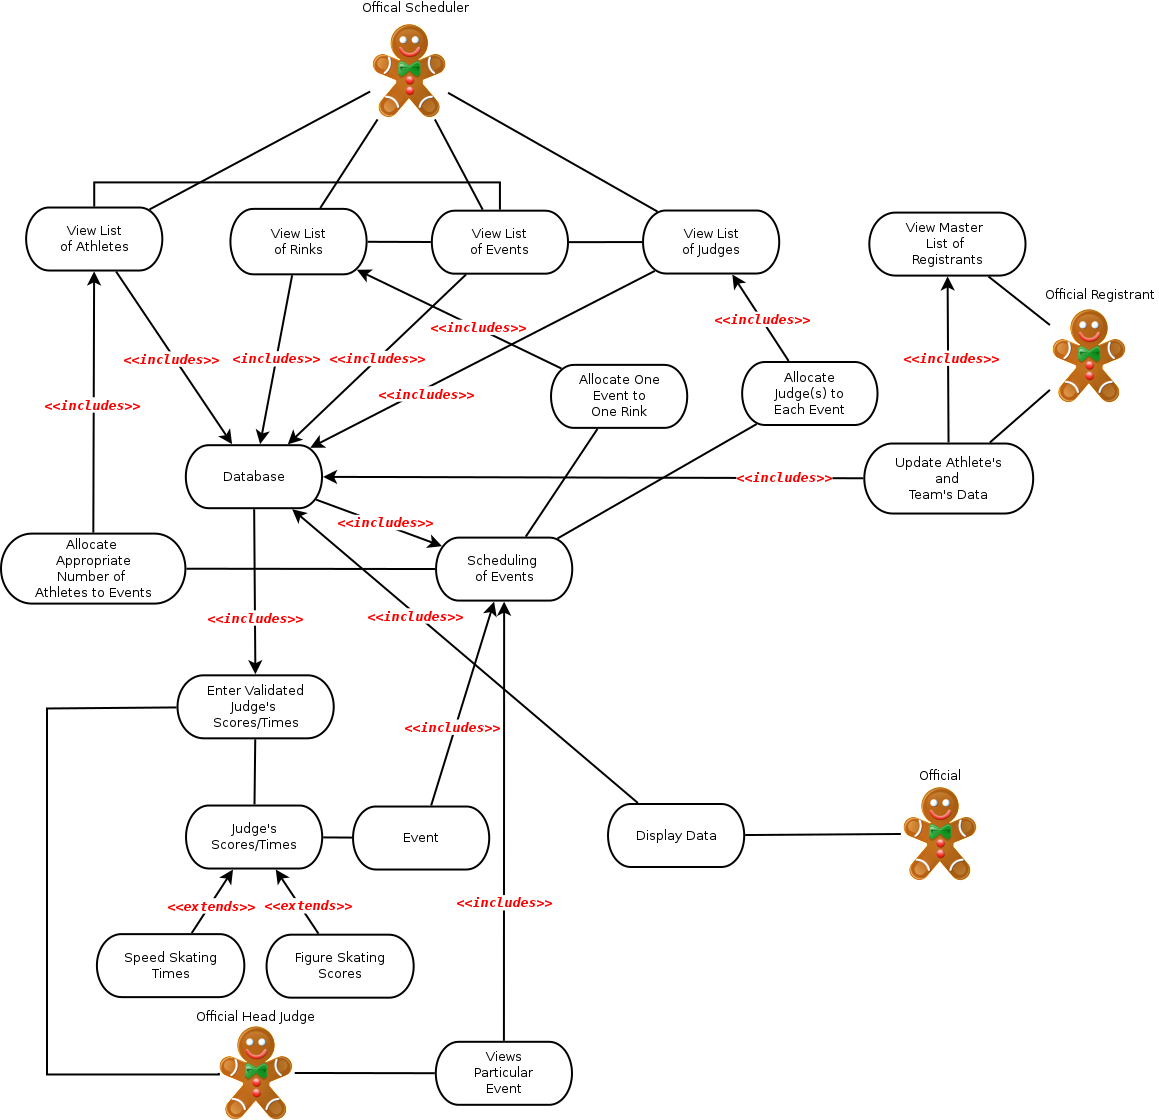 Offical Scheduler
View List
of Athletes
View List
of Rinks
View List
of Events
View List
of Judges
View Master
List of
Registrants
Official Registrant
<<includes>>
<<includes>>
<<includes>>
<includes>>
<<includes>>
<<includes>>
<<includes>>
<<includes>>
Allocate One
Event to
One Rink
Allocate
Judge(s) to
Each Event
<<includes>>
Database
Update Athlete's
and
Team's Data
<<includes>>
<<includes>>
Allocate
Appropriate
Number of
Athletes to Events
Scheduling
of Events
<<includes>>
<<includes>>
Enter Validated
Judge's
Scores/Times
<<includes>>
Official
Judge's
Scores/Times
Event
Display Data
<<extends>>
<<extends>>
<<includes>>
Speed Skating
Times
Figure Skating
Scores
Official Head Judge
Views
Particular
Event